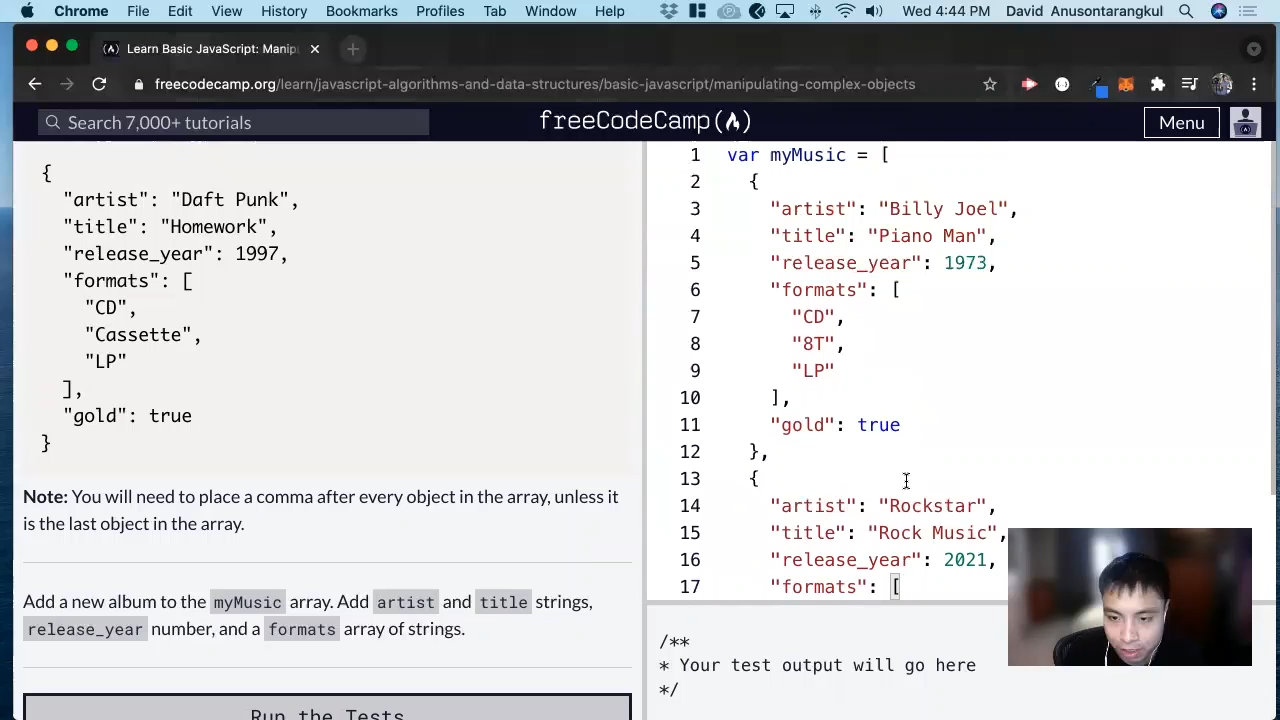 Chrome File Edit View History Bookmarks Profiles Tab Window Help Wed 4:44 PM David Anusontarangkul
Learn Basic JavaScript: Manipu
freecodecamp.org/learn/javascript-algorithms-and-data-structures/basic-javascript/manipulating-complex-objects
Search 7,000+ tutorials
freeCodeCamp
Menu
{
"artist": "Daft Punk",
"title": "Homework",
"release_year": 1997,
"formats": [
"CD",
"Cassette",
"LP"
],
"gold": true
}
Note: You will need to place a comma after every object in the array, unless it
is the last object in the array.
Add a new album to the myMusic array. Add artist and title strings,
release_year number, and a formats array of strings.
Run the Tests
1 var myMusic = [
2 {
3 "artist": "Billy Joel",
4 "title": "Piano Man",
5 "release_year": 1973,
6 "formats": [
7 "CD",
8 "8T",
9 "LP"
10 ],
11 "gold": true
12 },
13 {
14 "artist": "Rockstar",
15 "title": "Rock Music",
16 "release_year": 2021,
17 "formats": [
/**
* Your test output will go here
*/